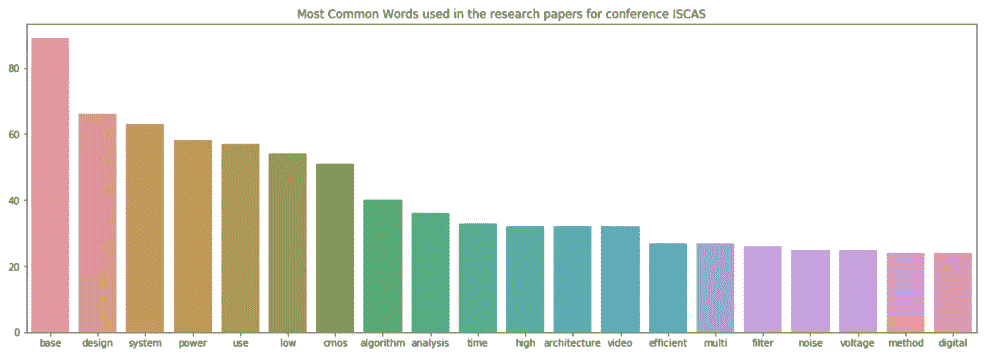 Most Common Words used in the research papers for conference ISCAS
80
60
40
20
0
base design system power use low cmos algorithm analysis time high architecture video efficient multi filter noise voltage method digital